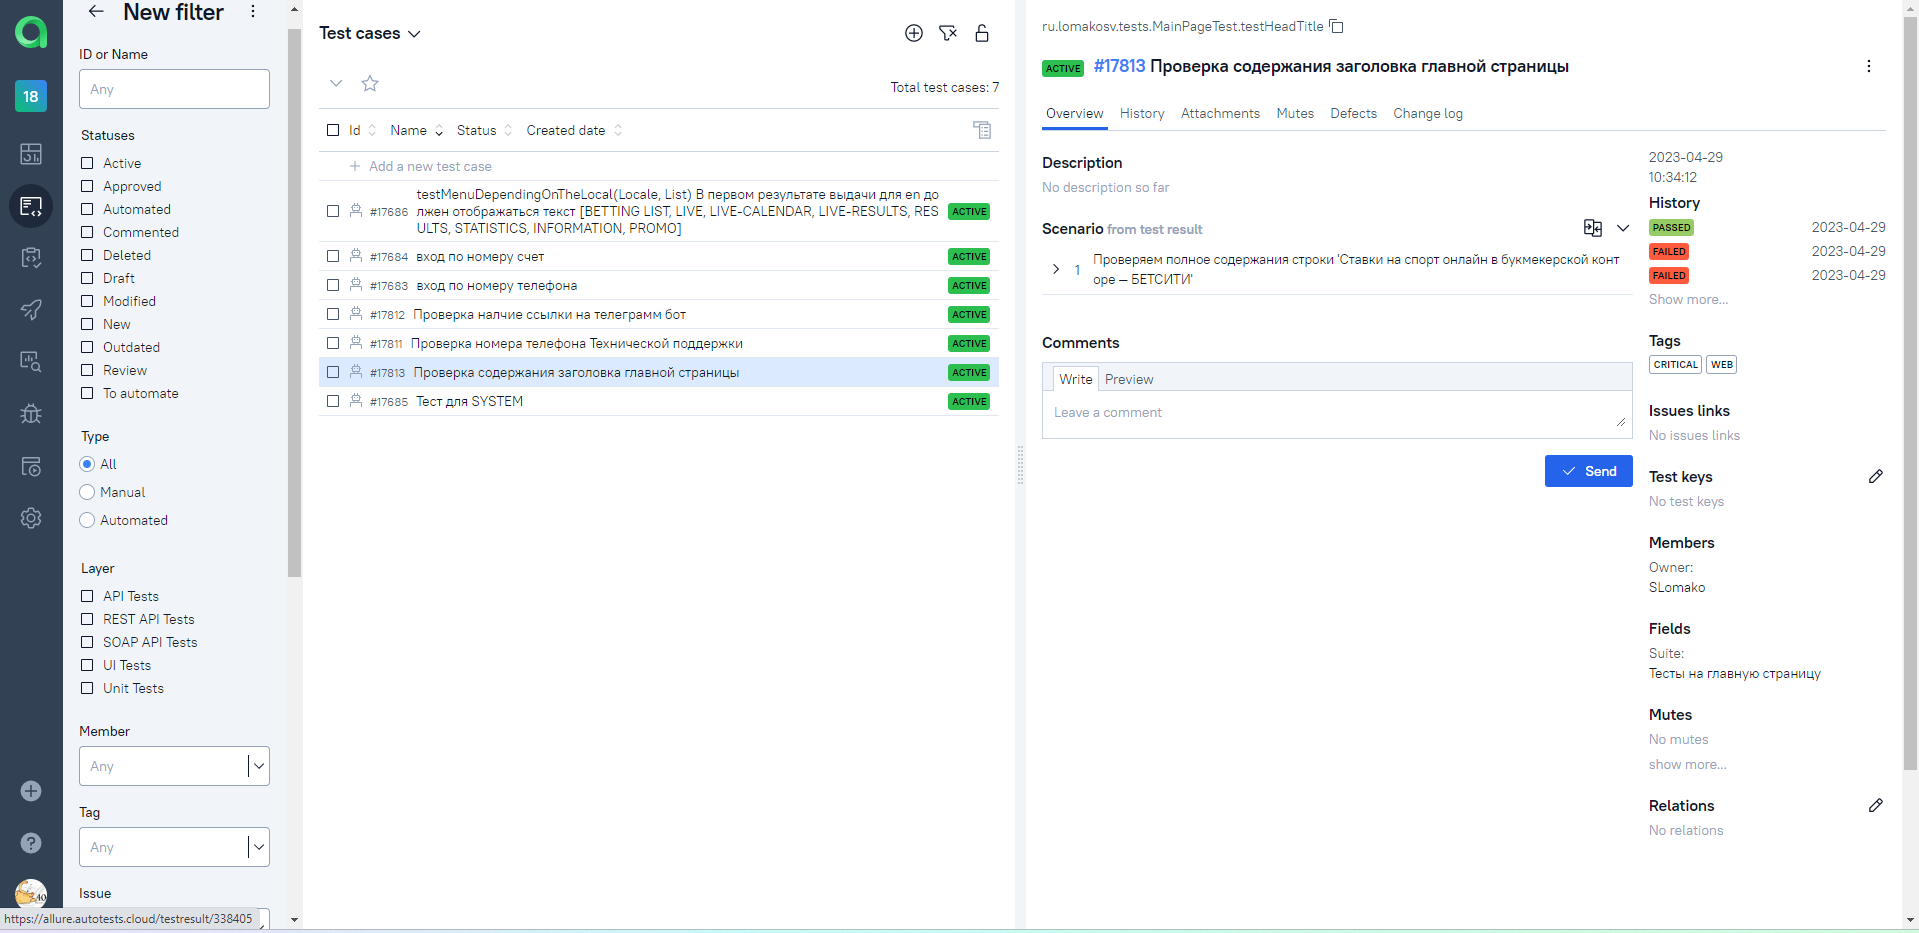 New filter
18
ID or Name
Any
Statuses
Active
Approved
Automated
Commented
Deleted
Draft
Modified
New
Outdated
Review
To automate
Type
All
Manual
Automated
Layer
API Tests
REST API Tests
SOAP API Tests
UI Tests
Unit Tests
Member
Any
Tag
Any
Issue
https://allure.autotests.cloud/testresult/338405
Test cases
Total test cases: 7
Id Name Status Created date
Add a new test case
testMenuDependingOnTheLocal(Locale, List) В первом результате выдачи для en до
#17686 лжен отображаться текст [BETTING LIST, LIVE, LIVE-CALENDAR, LIVE-RESULTS, RES ACTIVE
ULTS, STATISTICS, INFORMATION, PROMO]
#17684 вход по номеру счет ACTIVE
#17683 вход по номеру телефона ACTIVE
#17812 Проверка налчие ссылки на телеграмм бот ACTIVE
#17811 Проверка номера телефона Технической поддержки ACTIVE
#17813 Проверка содержания заголовка главной страницы ACTIVE
#17685 Тест для SYSTEM ACTIVE
ru.lomakosv.tests.MainPageTest.testHeadTitle
ACTIVE #17813 Проверка содержания заголовка главной страницы
Overview History Attachments Mutes Defects Change log
Description
No description so far
Scenario from test result
1 Проверяем полное содержания строки 'Ставки на спорт онлайн в букмекерской конт
оре — БЕТСИТИ'
Comments
Write Preview
Leave a comment
Send
2023-04-29
10:34:12
History
PASSED 2023-04-29
FAILED 2023-04-29
FAILED 2023-04-29
Show more...
Tags
CRITICAL WEB
Issues links
No issues links
Test keys
No test keys
Members
Owner:
SLomako
Fields
Suite:
Тесты на главную страницу
Mutes
No mutes
show more...
Relations
No relations